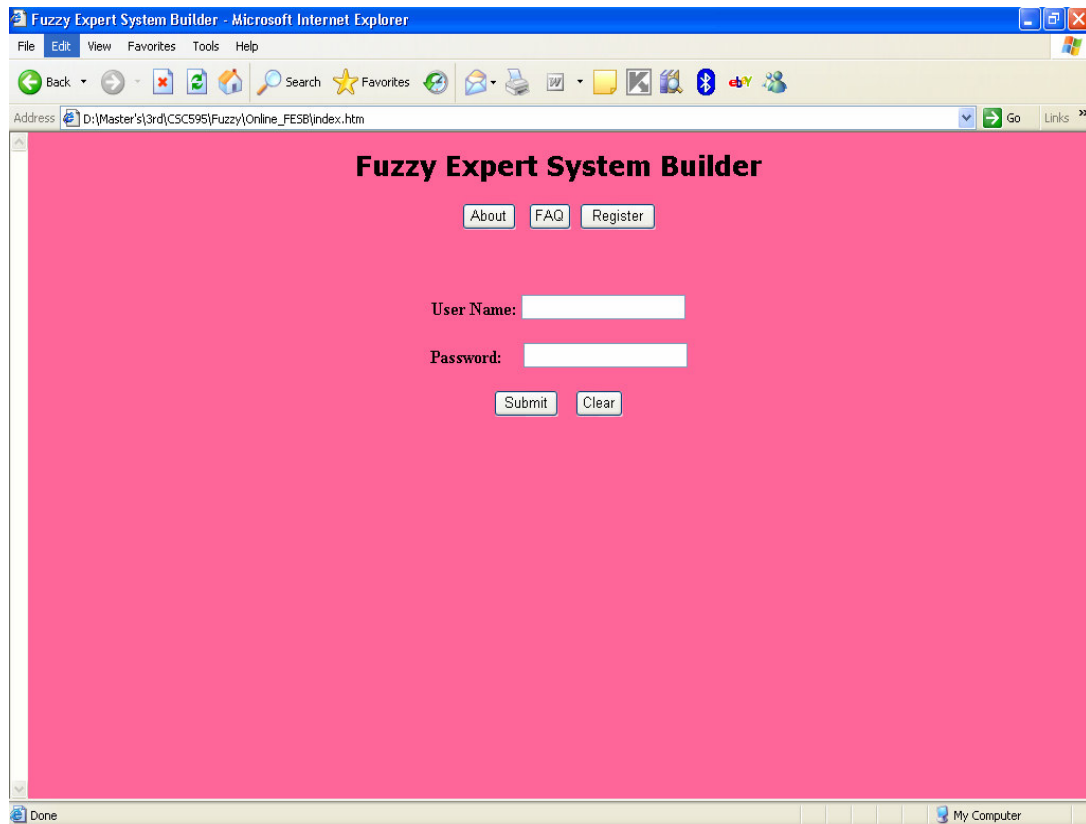 Fuzzy Expert System Builder - Microsoft Internet Explorer
File Edit View Favorites Tools Help
Back Search Favorites W K ebY
Address D:\Master's\3rd\CSC595\Fuzzy\Online_FESB\index.htm Go Links »
Fuzzy Expert System Builder
About FAQ Register
User Name:
Password:
Submit Clear
Done My Computer